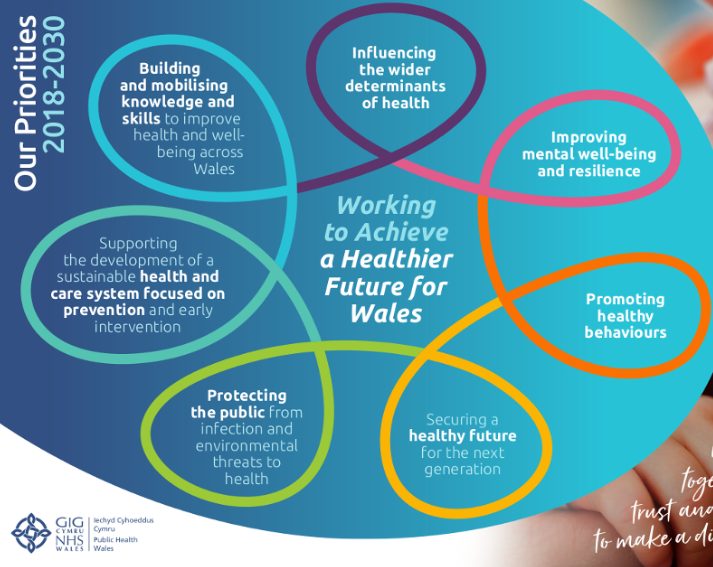 Our Priorities
2018-2030
Building
and mobilising
knowledge and
skills to improve
health and well-
being across
Wales
Influencing
the wider
determinants
of health
Improving
mental well-being
and resilience
Working
to Achieve
a Healthier
Future for
Wales
Supporting
the development of a
sustainable health and
care system focused on
prevention and early
intervention
Promoting
healthy
behaviours
Protecting
the public from
infection and
environmental
threats to
health
Securing a
healthy future
for the next
generation
trust
to make a
GIG
CYMRU
NHS
WALES
Iechyd Cyhoeddus
Cymru
Public Health
Wales